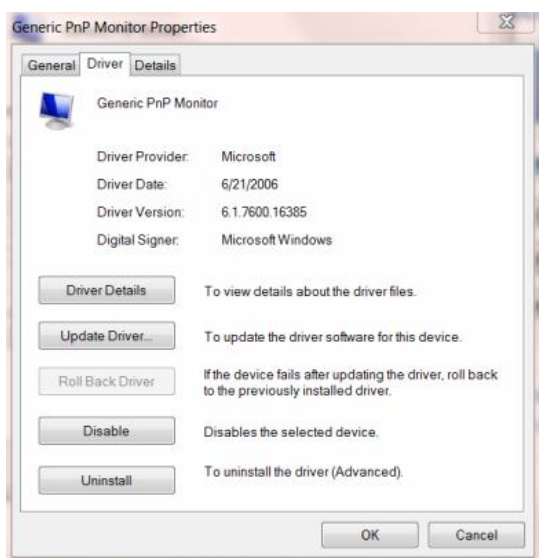 Generic PnP Monitor Properties
General Driver Details
Generic PnP Monitor
Driver Provider: Microsoft
Driver Date: 6/21/2006
Driver Version: 6.1.7600.16385
Digital Signer: Microsoft Windows
Driver Details To view details about the driver files.
Update Driver... To update the driver software for this device.
Roll Back Driver If the device fails after updating the driver, roll back
to the previously installed driver.
Disable Disables the selected device.
Uninstall To uninstall the driver (Advanced).
OK Cancel